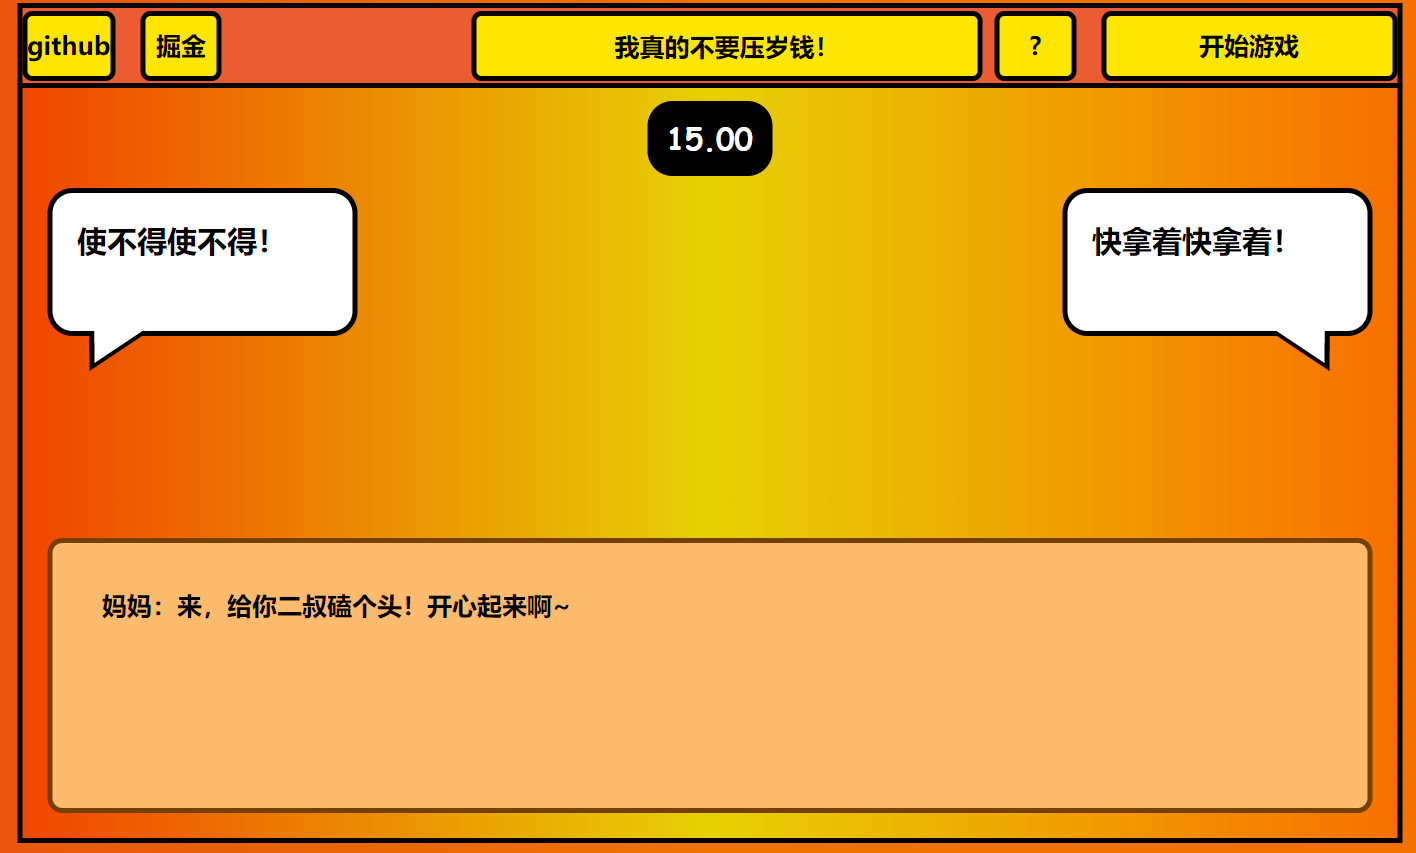 github
掘金
我真的不要压岁钱！
?
开始游戏
15.00
使不得使不得！
快拿着快拿着！
妈妈：来，给你二叔磕个头！开心起来啊~